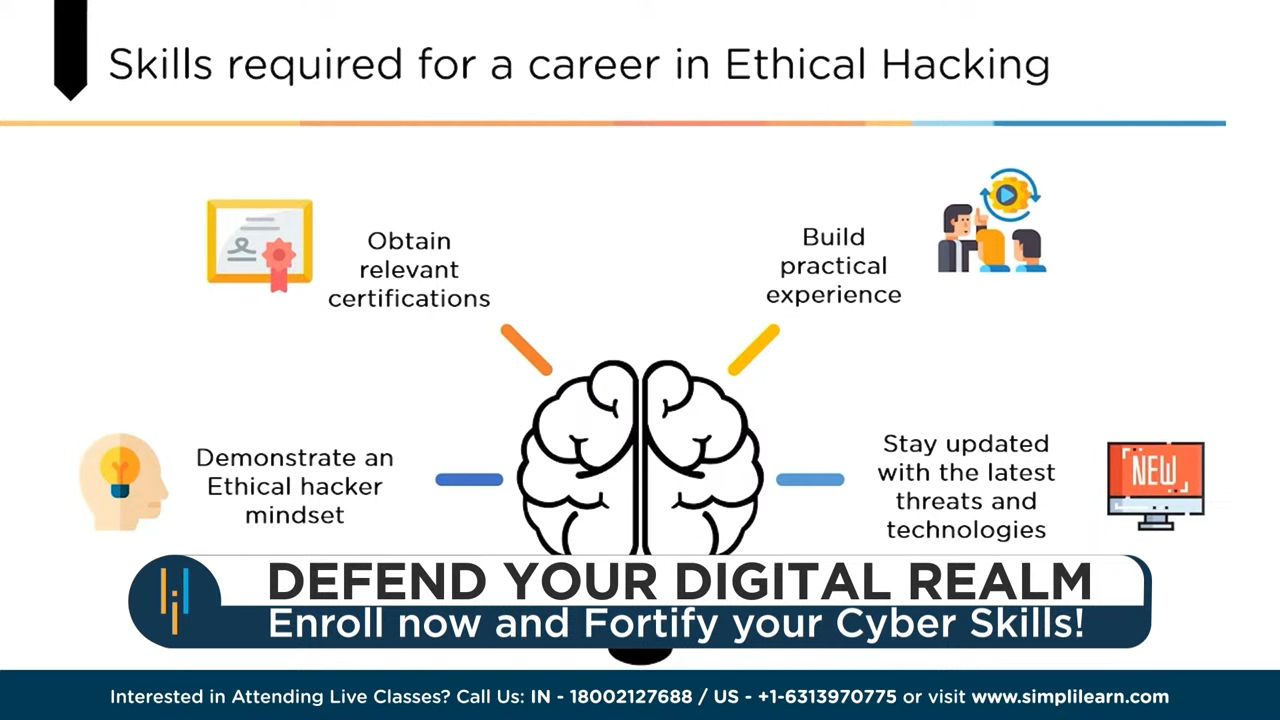 Skills required for a career in Ethical Hacking
Obtain
relevant
certifications
Build
practical
experience
Demonstrate an
Ethical hacker
mindset
Stay updated
with the latest
threats and
technologies
NEW
DEFEND YOUR DIGITAL REALM
Enroll now and Fortify your Cyber Skills!
Interested in Attending Live Classes? Call Us: IN - 18002127688 / US - +1-6313970775 or visit www.simplilearn.com